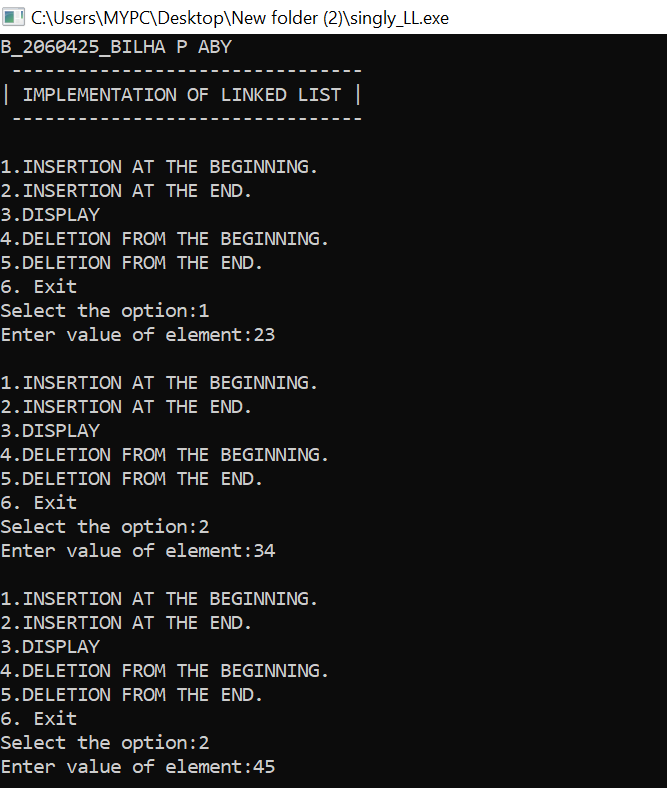 C:\Users\MYPC\Desktop\New folder (2)\singly_LL.exe
B_2060425_BILHA P ABY
--------------------------------
| IMPLEMENTATION OF LINKED LIST |
--------------------------------
1.INSERTION AT THE BEGINNING.
2.INSERTION AT THE END.
3.DISPLAY
4.DELETION FROM THE BEGINNING.
5.DELETION FROM THE END.
6. Exit
Select the option:1
Enter value of element:23
1.INSERTION AT THE BEGINNING.
2.INSERTION AT THE END.
3.DISPLAY
4.DELETION FROM THE BEGINNING.
5.DELETION FROM THE END.
6. Exit
Select the option:2
Enter value of element:34
1.INSERTION AT THE BEGINNING.
2.INSERTION AT THE END.
3.DISPLAY
4.DELETION FROM THE BEGINNING.
5.DELETION FROM THE END.
6. Exit
Select the option:2
Enter value of element:45